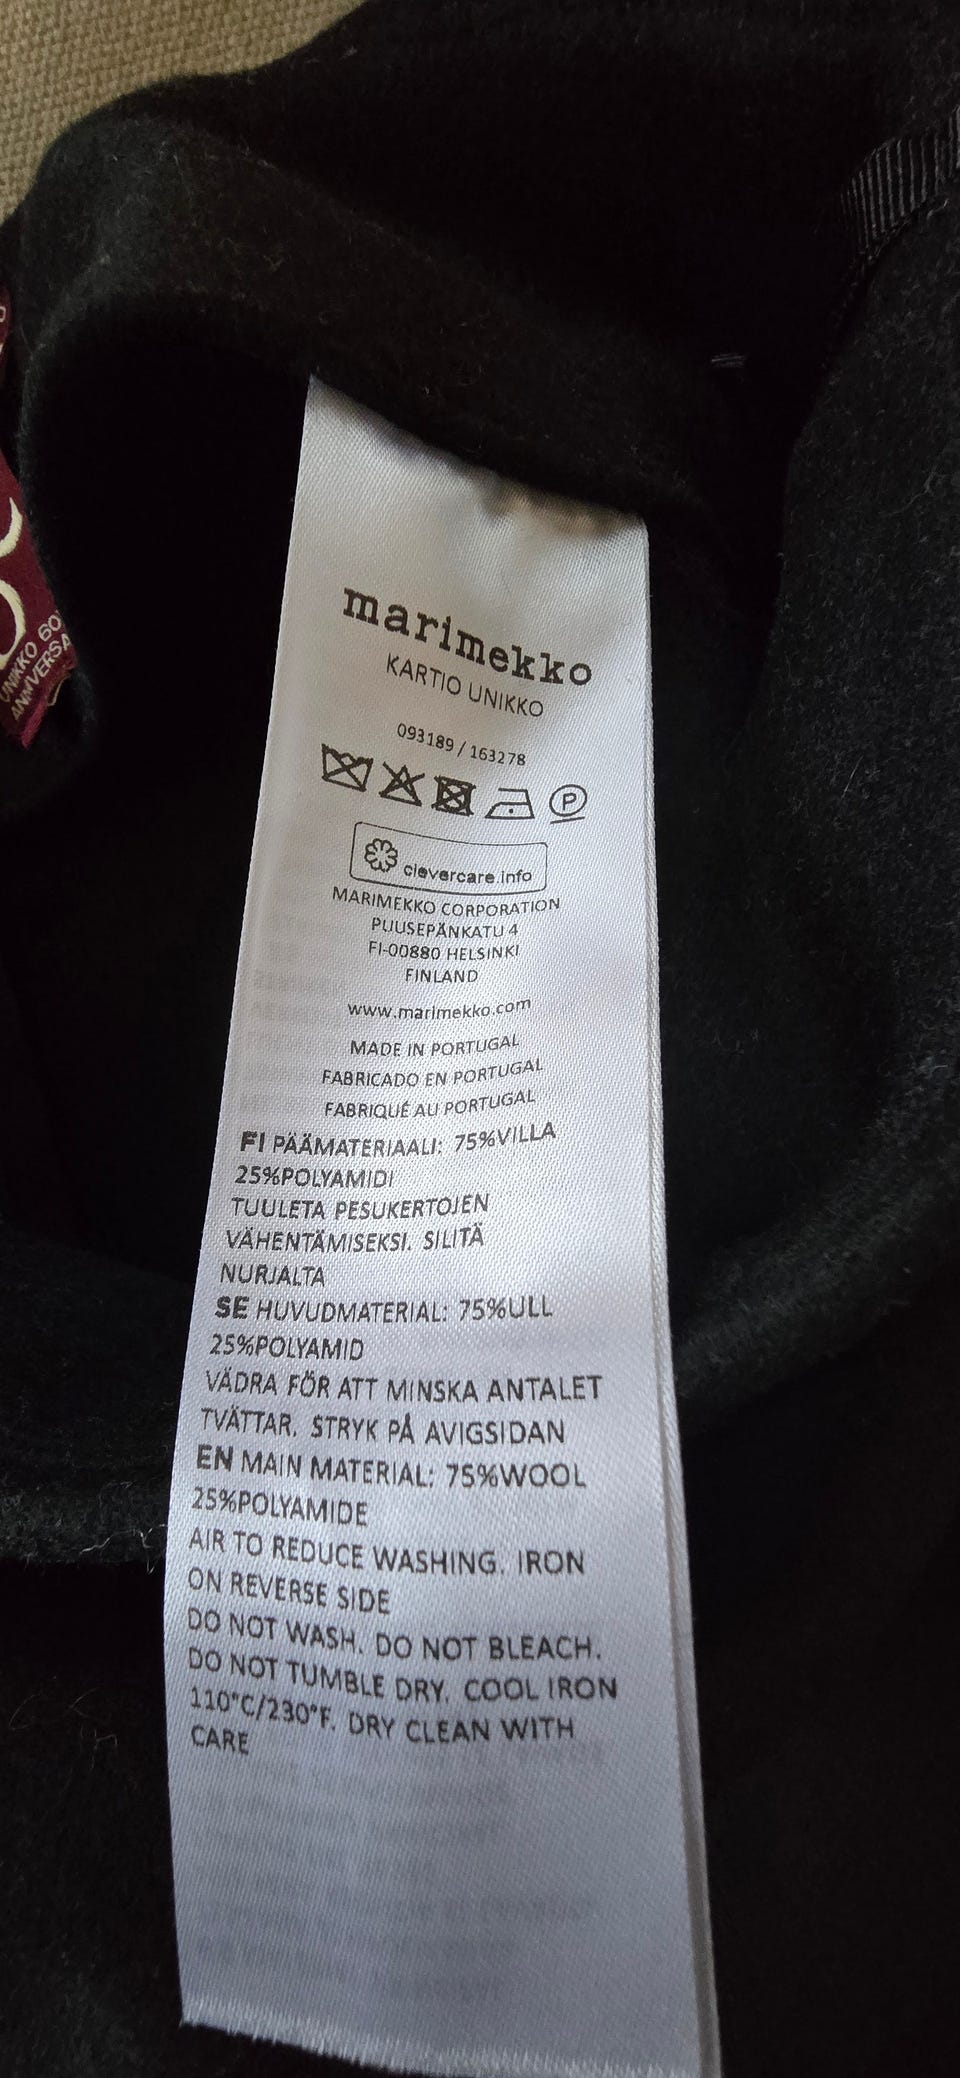 UNIKKO 60
ANNIVERSA
marimekko
KARTIO UNIKKO
093189 / 163278
P
clevercare.info
MARIMEKKO CORPORATION
PUUSEPÄNKATU 4
FI-00880 HELSINKI
FINLAND
www.marimekko.com
MADE IN PORTUGAL
FABRICADO EN PORTUGAL
FABRIQUÉ AU PORTUGAL
FI PÄÄMATERIAALI: 75%VILLA
25%POLYAMIDI
TUULETA PESUKERTOJEN
VÄHENTÄMISEKSI. SILITÄ
NURJALTA
SE HUVUDMATERIAL: 75%ULL
25%POLYAMID
VÄDRA FÖR ATT MINSKA ANTALET
TVÄTTAR. STRYK PÅ AVIGSIDAN
EN MAIN MATERIAL: 75%WOOL
25%POLYAMIDE
AIR TO REDUCE WASHING. IRON
ON REVERSE SIDE
DO NOT WASH. DO NOT BLEACH.
DO NOT TUMBLE DRY. COOL IRON
110°C/230°F. DRY CLEAN WITH
CARE